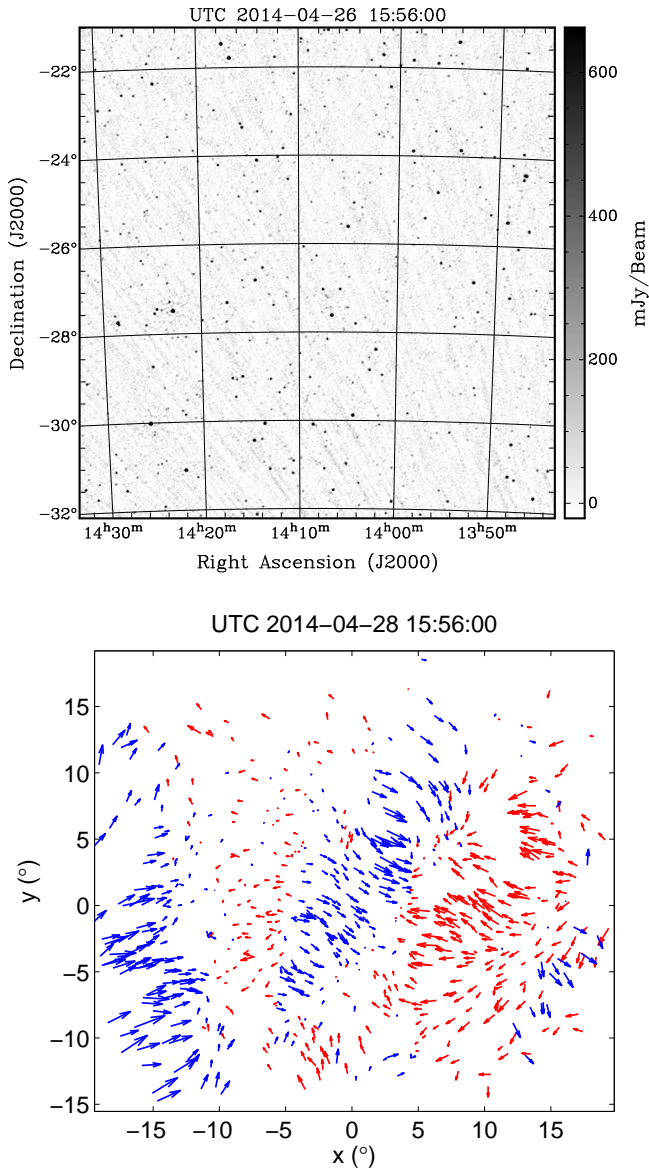 UTC 2014−04−26 15:56:00
−22°
−24°
−26°
−28°
−30°
−32°
Declination (J2000)
14ʰ30ᵐ 14ʰ20ᵐ 14ʰ10ᵐ 14ʰ00ᵐ 13ʰ50ᵐ
Right Ascension (J2000)
600
400
200
0
mJy/Beam
UTC 2014−04−28 15:56:00
15
10
5
0
−5
−10
−15
y (°)
−15 −10 −5 0 5 10 15
x (°)